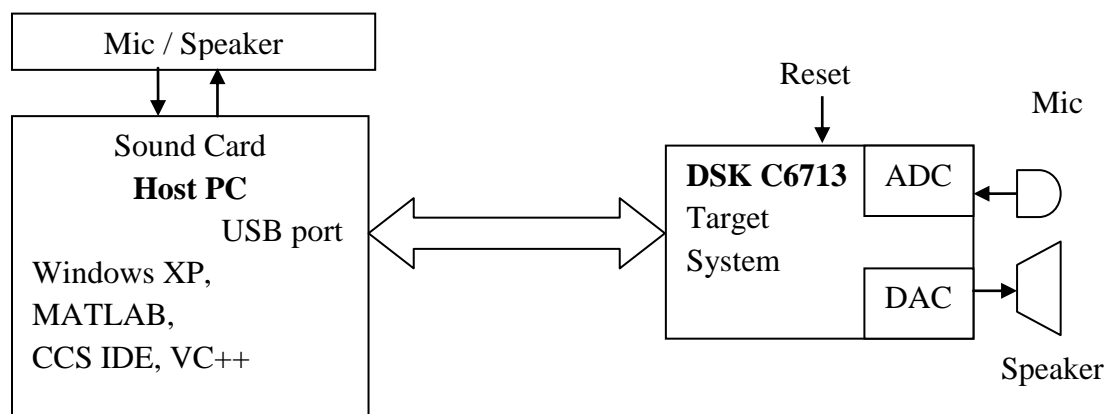 Mic / Speaker
Sound Card
Host PC
USB port
Windows XP,
MATLAB,
CCS IDE, VC++
Reset
DSK C6713
Target
System
ADC
DAC
Mic
Speaker